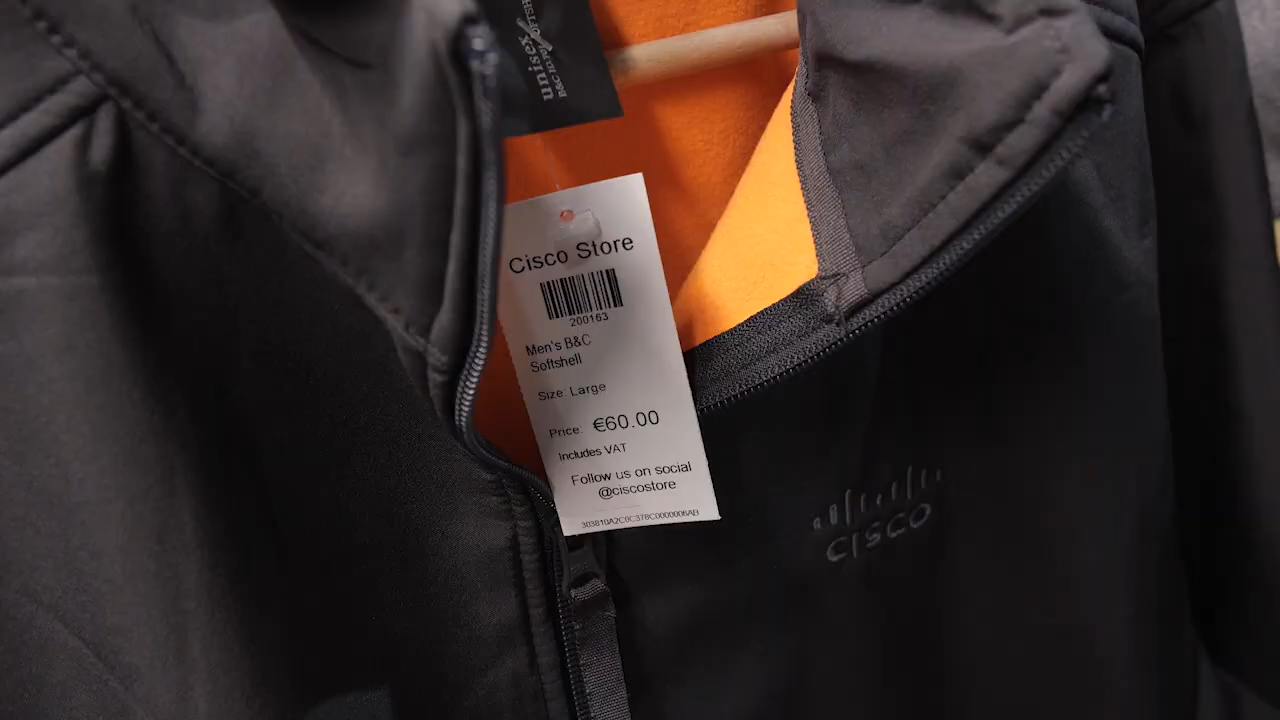 unisex
Cisco Store
200163
Men's B&C
Softshell
Size: Large
Price: €60.00
Includes VAT
Follow us on social
@ciscostore
CISCO